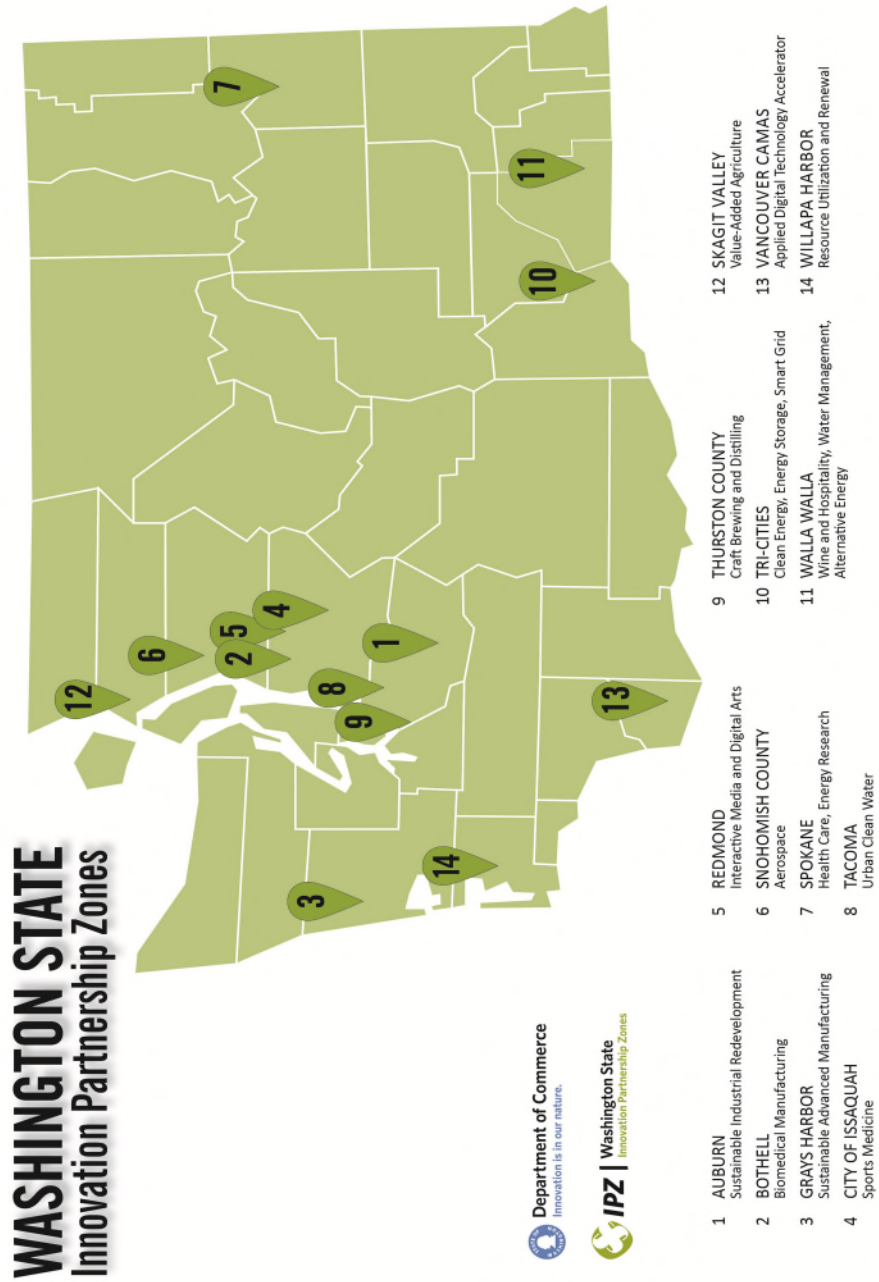 WASHINGTON STATE
Innovation Partnership Zones
12
6
5
2
4
8
1
9
3
14
13
7
10
11
Department of Commerce
Innovation is in our nature.
IPZ | Washington State
Innovation Partnership Zones
1 AUBURN
Sustainable Industrial Redevelopment
2 BOTHELL
Biomedical Manufacturing
3 GRAYS HARBOR
Sustainable Advanced Manufacturing
4 CITY OF ISSAQUAH
Sports Medicine
5 REDMOND
Interactive Media and Digital Arts
6 SNOHOMISH COUNTY
Aerospace
7 SPOKANE
Health Care, Energy Research
8 TACOMA
Urban Clean Water
9 THURSTON COUNTY
Craft Brewing and Distilling
10 TRI-CITIES
Clean Energy, Energy Storage, Smart Grid
11 WALLA WALLA
Wine and Hospitality, Water Management,
Alternative Energy
12 SKAGIT VALLEY
Value-Added Agriculture
13 VANCOUVER CAMAS
Applied Digital Technology Accelerator
14 WILLAPA HARBOR
Resource Utilization and Renewal